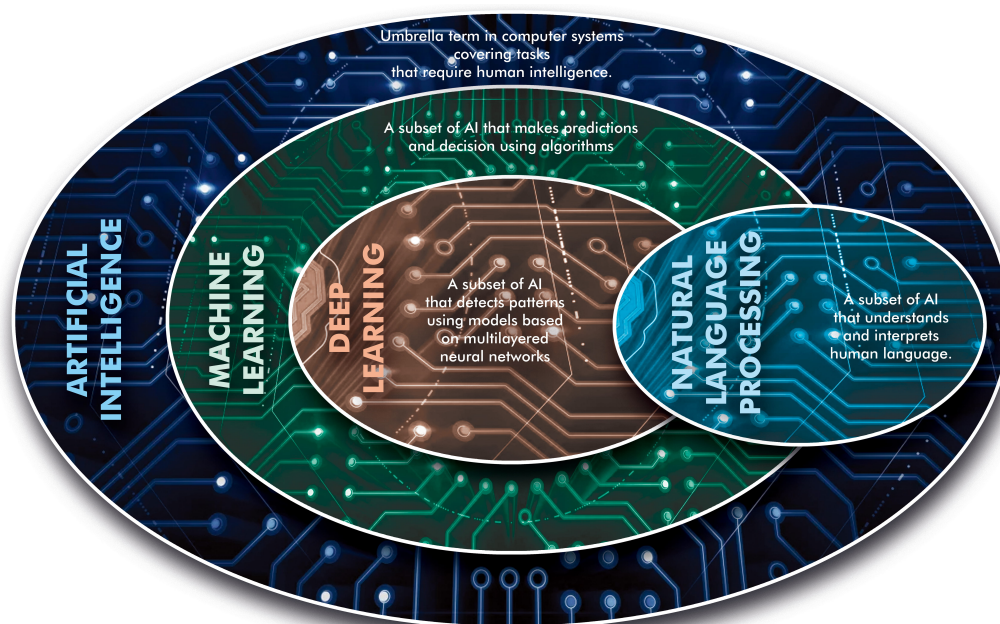 Umbrella term in computer systems
covering tasks
that require human intelligence.
A subset of AI that makes predictions
and decision using algorithms
ARTIFICIAL
INTELLIGENCE
MACHINE
LEARNING
DEEP
LEARNING
A subset of AI
that detects patterns
using models based
on multilayered
neural networks
NATURAL
LANGUAGE
PROCESSING
A subset of AI
that understands
and interprets
human language.